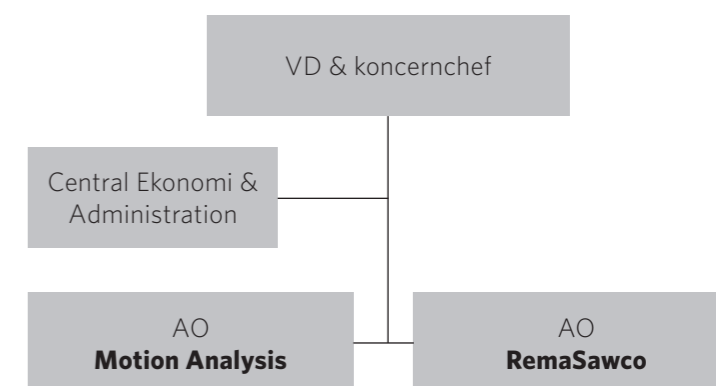 VD & koncernchef
Central Ekonomi &
Administration
AO
Motion Analysis
AO
RemaSawco